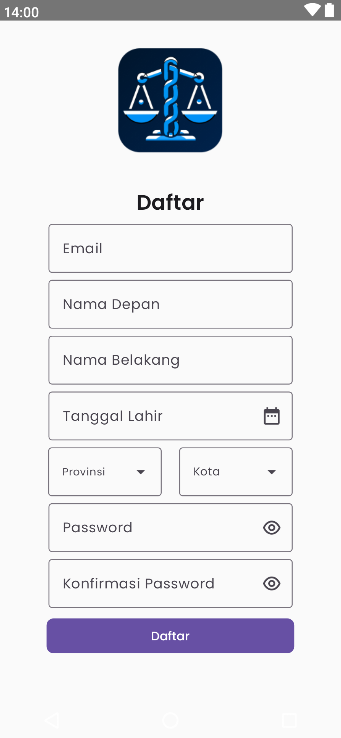 14:00
Daftar
Email
Nama Depan
Nama Belakang
Tanggal Lahir
Provinsi Kota
Password
Konfirmasi Password
Daftar